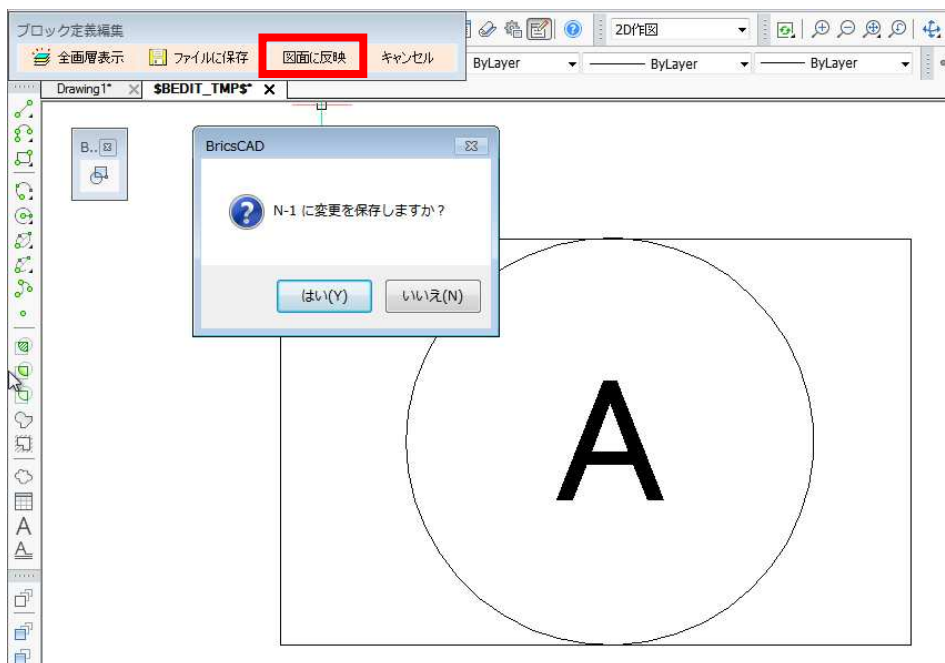 ブロック定義編集
全画層表示 ファイルに保存 図面に反映 キャンセル
2D作図
ByLayer ByLayer ByLayer
Drawing1* $BEDIT_TMP$*
B..
BricsCAD
N-1 に変更を保存しますか？
はい(Y) いいえ(N)
A